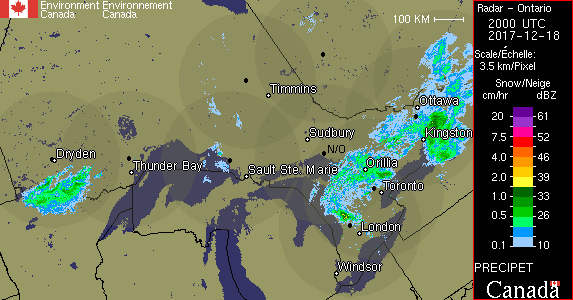 Environment Environnement
Canada Canada
100 KM
Timmins
Ottawa
Sudbury
Kingston
N/O
Dryden
Thunder Bay
Sault Ste. Marie
Orillia
Toronto
London
Windsor
Radar - Ontario
2000 UTC
2017-12-18
Scale/Échelle:
3.5 km/Pixel
Snow/Neige
cm/hr dBZ
20 61
7.5 52
4.0 46
2.0 39
1.0 33
0.5 26
0.1 10
PRECIPET
Canada